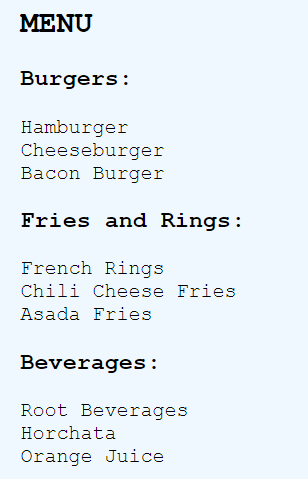 MENU
Burgers:
Hamburger
Cheeseburger
Bacon Burger
Fries and Rings:
French Rings
Chili Cheese Fries
Asada Fries
Beverages:
Root Beverages
Horchata
Orange Juice